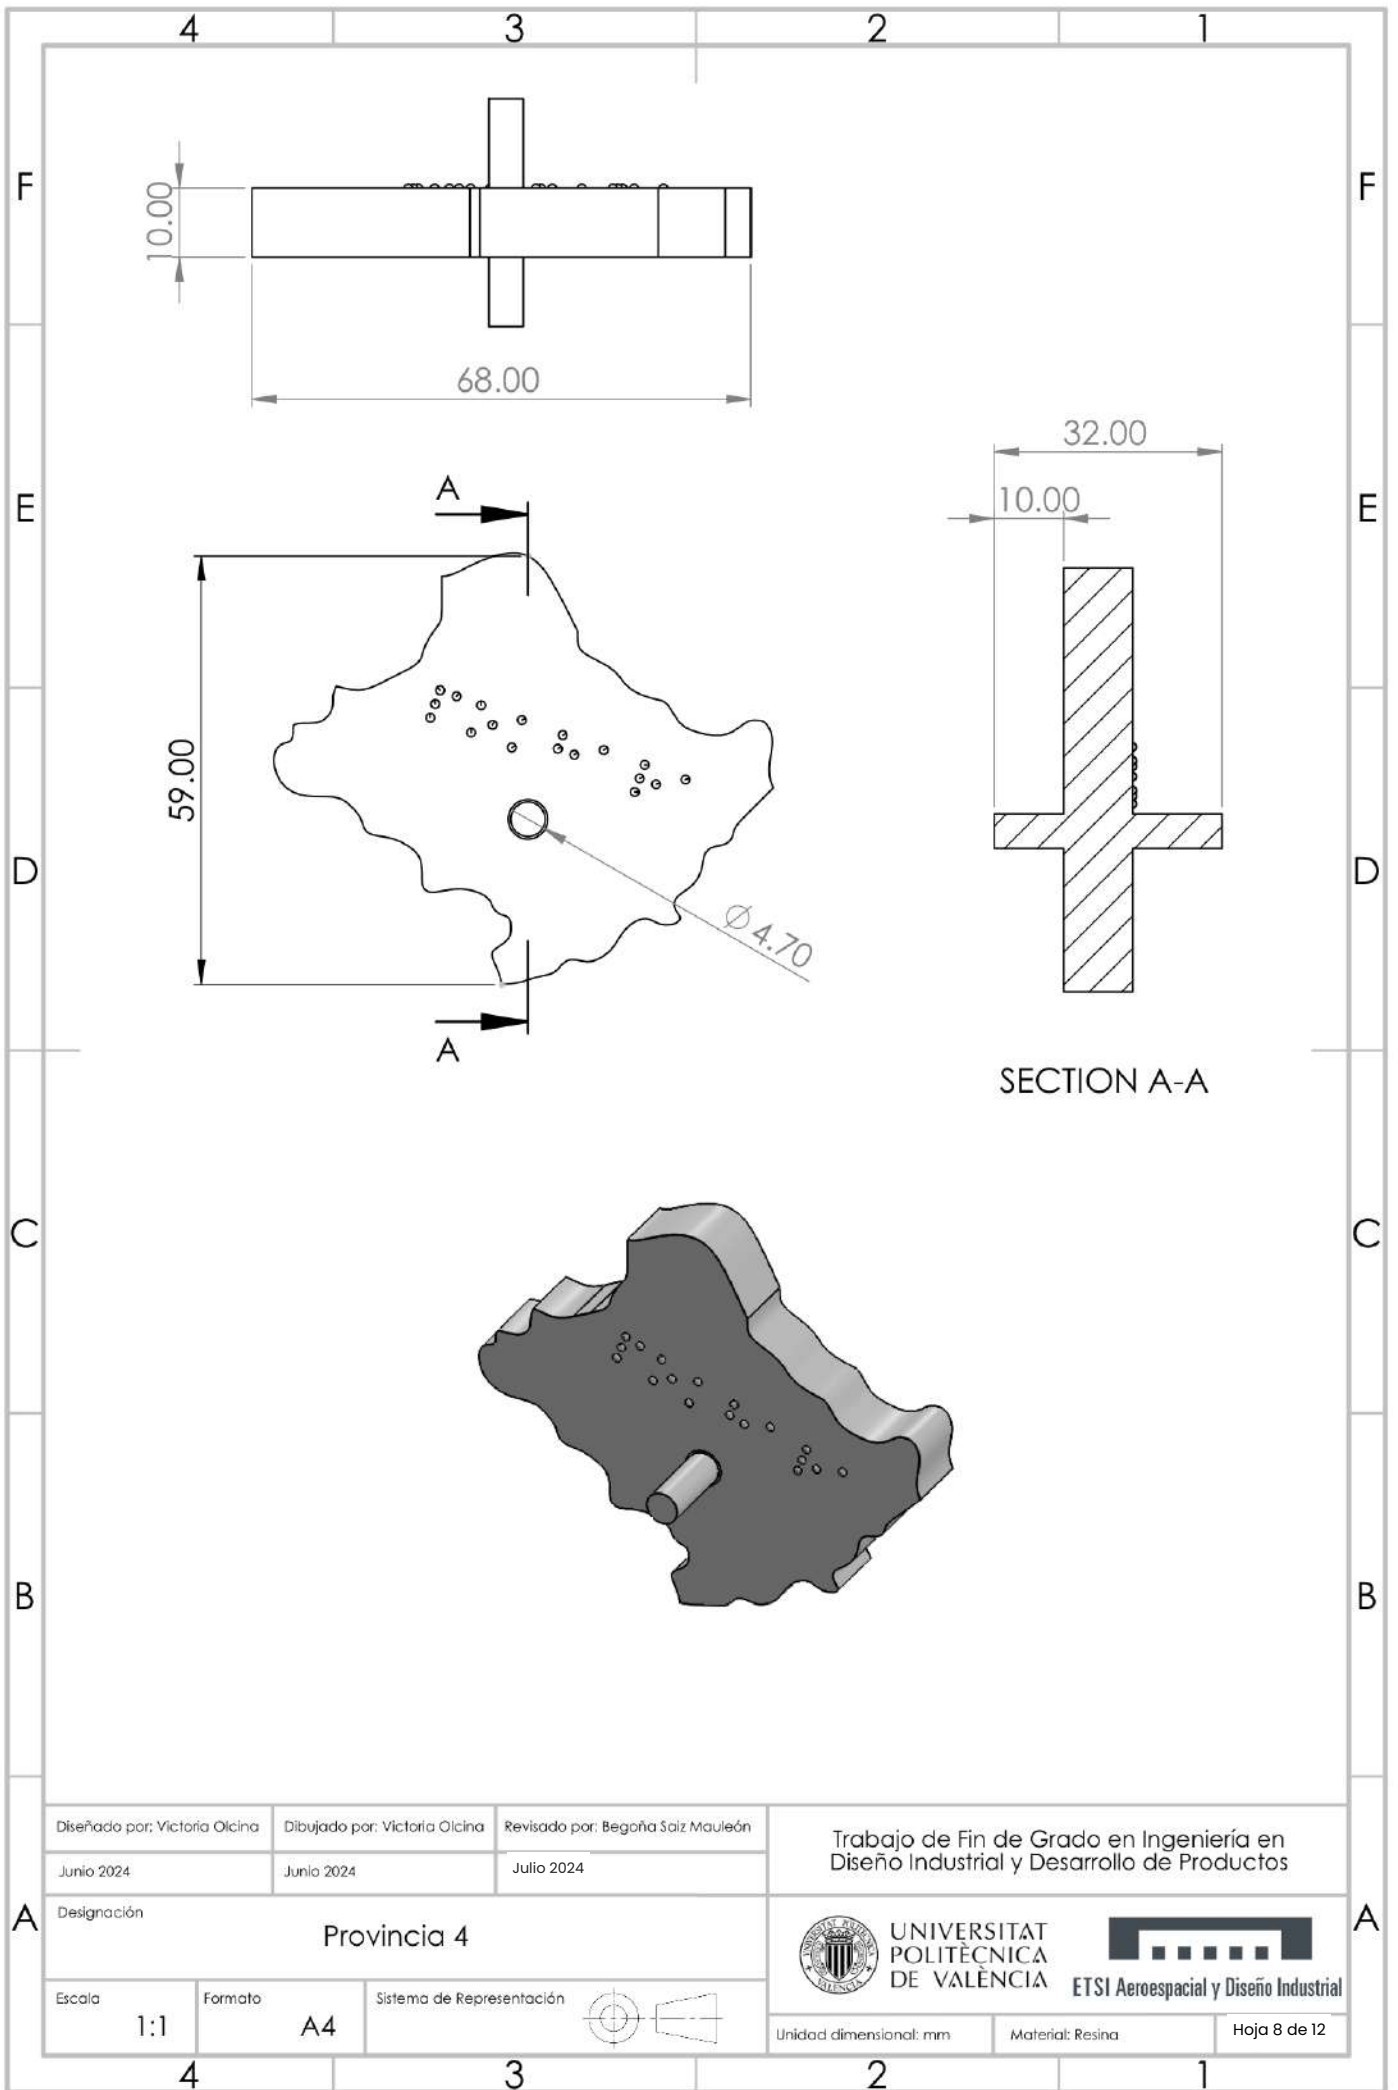 4 3 2 1
F F
10.00
68.00
32.00
10.00
E E
A
59.00
D D
Ø 4.70
A
SECTION A-A
C C
B B
Diseñado por: Victoria Olcina Dibujado por: Victoria Olcina Revisado por: Begoña Saiz Mauleón
Junio 2024 Junio 2024 Julio 2024
Trabajo de Fin de Grado en Ingeniería en
Diseño Industrial y Desarrollo de Productos
A A
Designación
Provincia 4
UNIVERSITAT
POLITÈCNICA
DE VALÈNCIA
ETSI Aeroespacial y Diseño Industrial
Escala
1:1
Formato
A4
Sistema de Representación
Unidad dimensional: mm Material: Resina Hoja 8 de 12
4 3 2 1